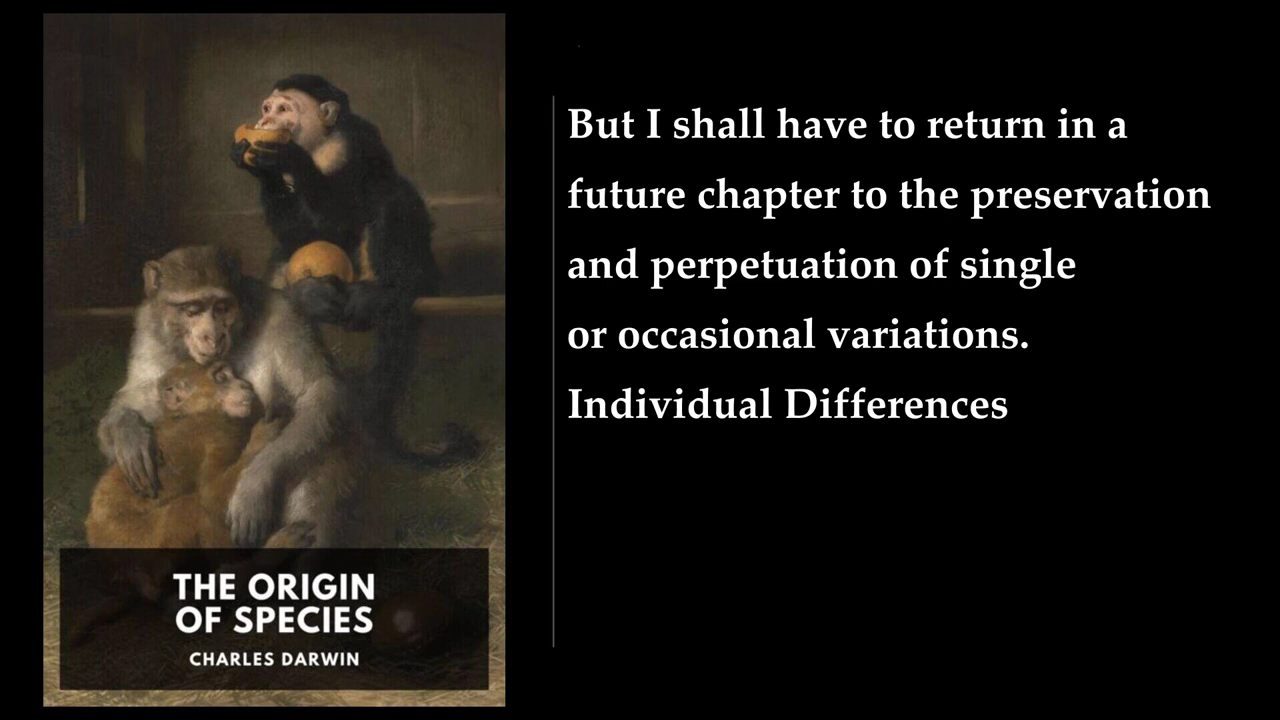 THE ORIGIN
OF SPECIES
CHARLES DARWIN
But I shall have to return in a
future chapter to the preservation
and perpetuation of single
or occasional variations.
Individual Differences